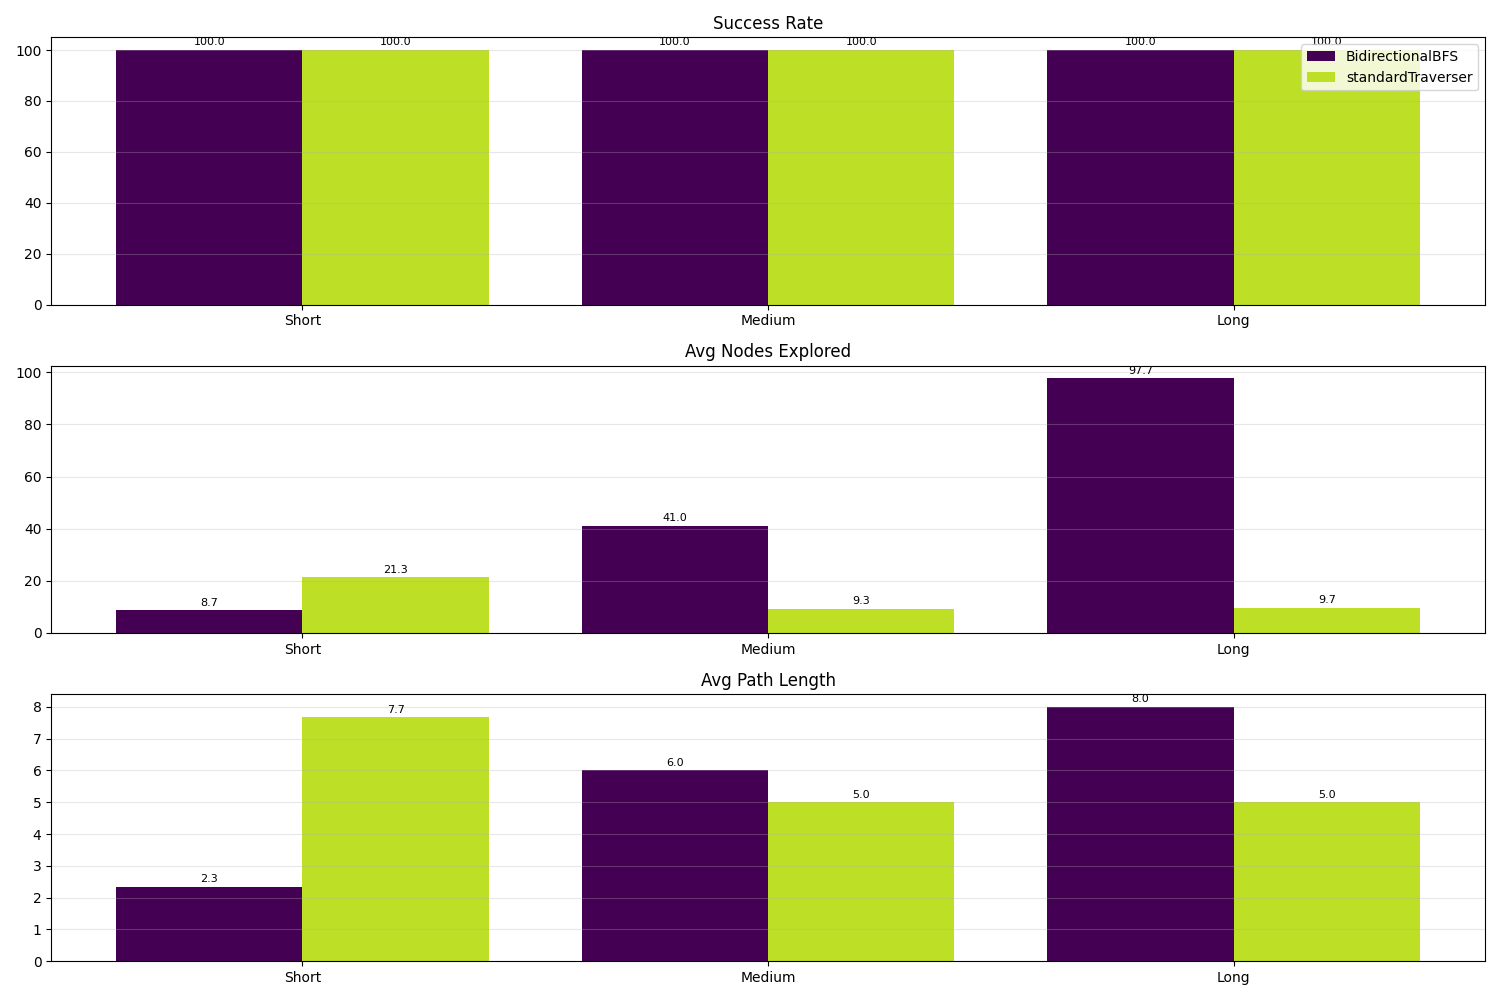 Success Rate
100.0 100.0 100.0 100.0 100.0 100.0
BidirectionalBFS
standardTraverser
100
80
60
40
20
0
Short Medium Long
Avg Nodes Explored
100
80
60
40
20
0
8.7 21.3 41.0 9.3 97.7 9.7
Short Medium Long
Avg Path Length
8
7
6
5
4
3
2
1
0
2.3 7.7 6.0 5.0 8.0 5.0
Short Medium Long